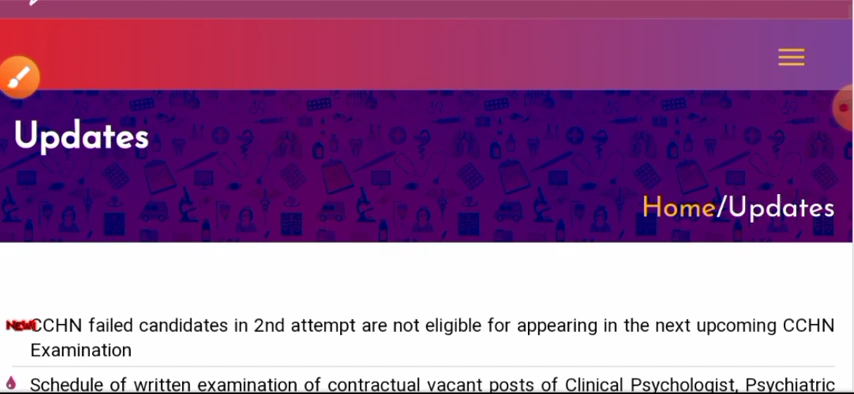 Updates
Home/Updates
NEW CCHN failed candidates in 2nd attempt are not eligible for appearing in the next upcoming CCHN
Examination
Schedule of written examination of contractual vacant posts of Clinical Psychologist, Psychiatric